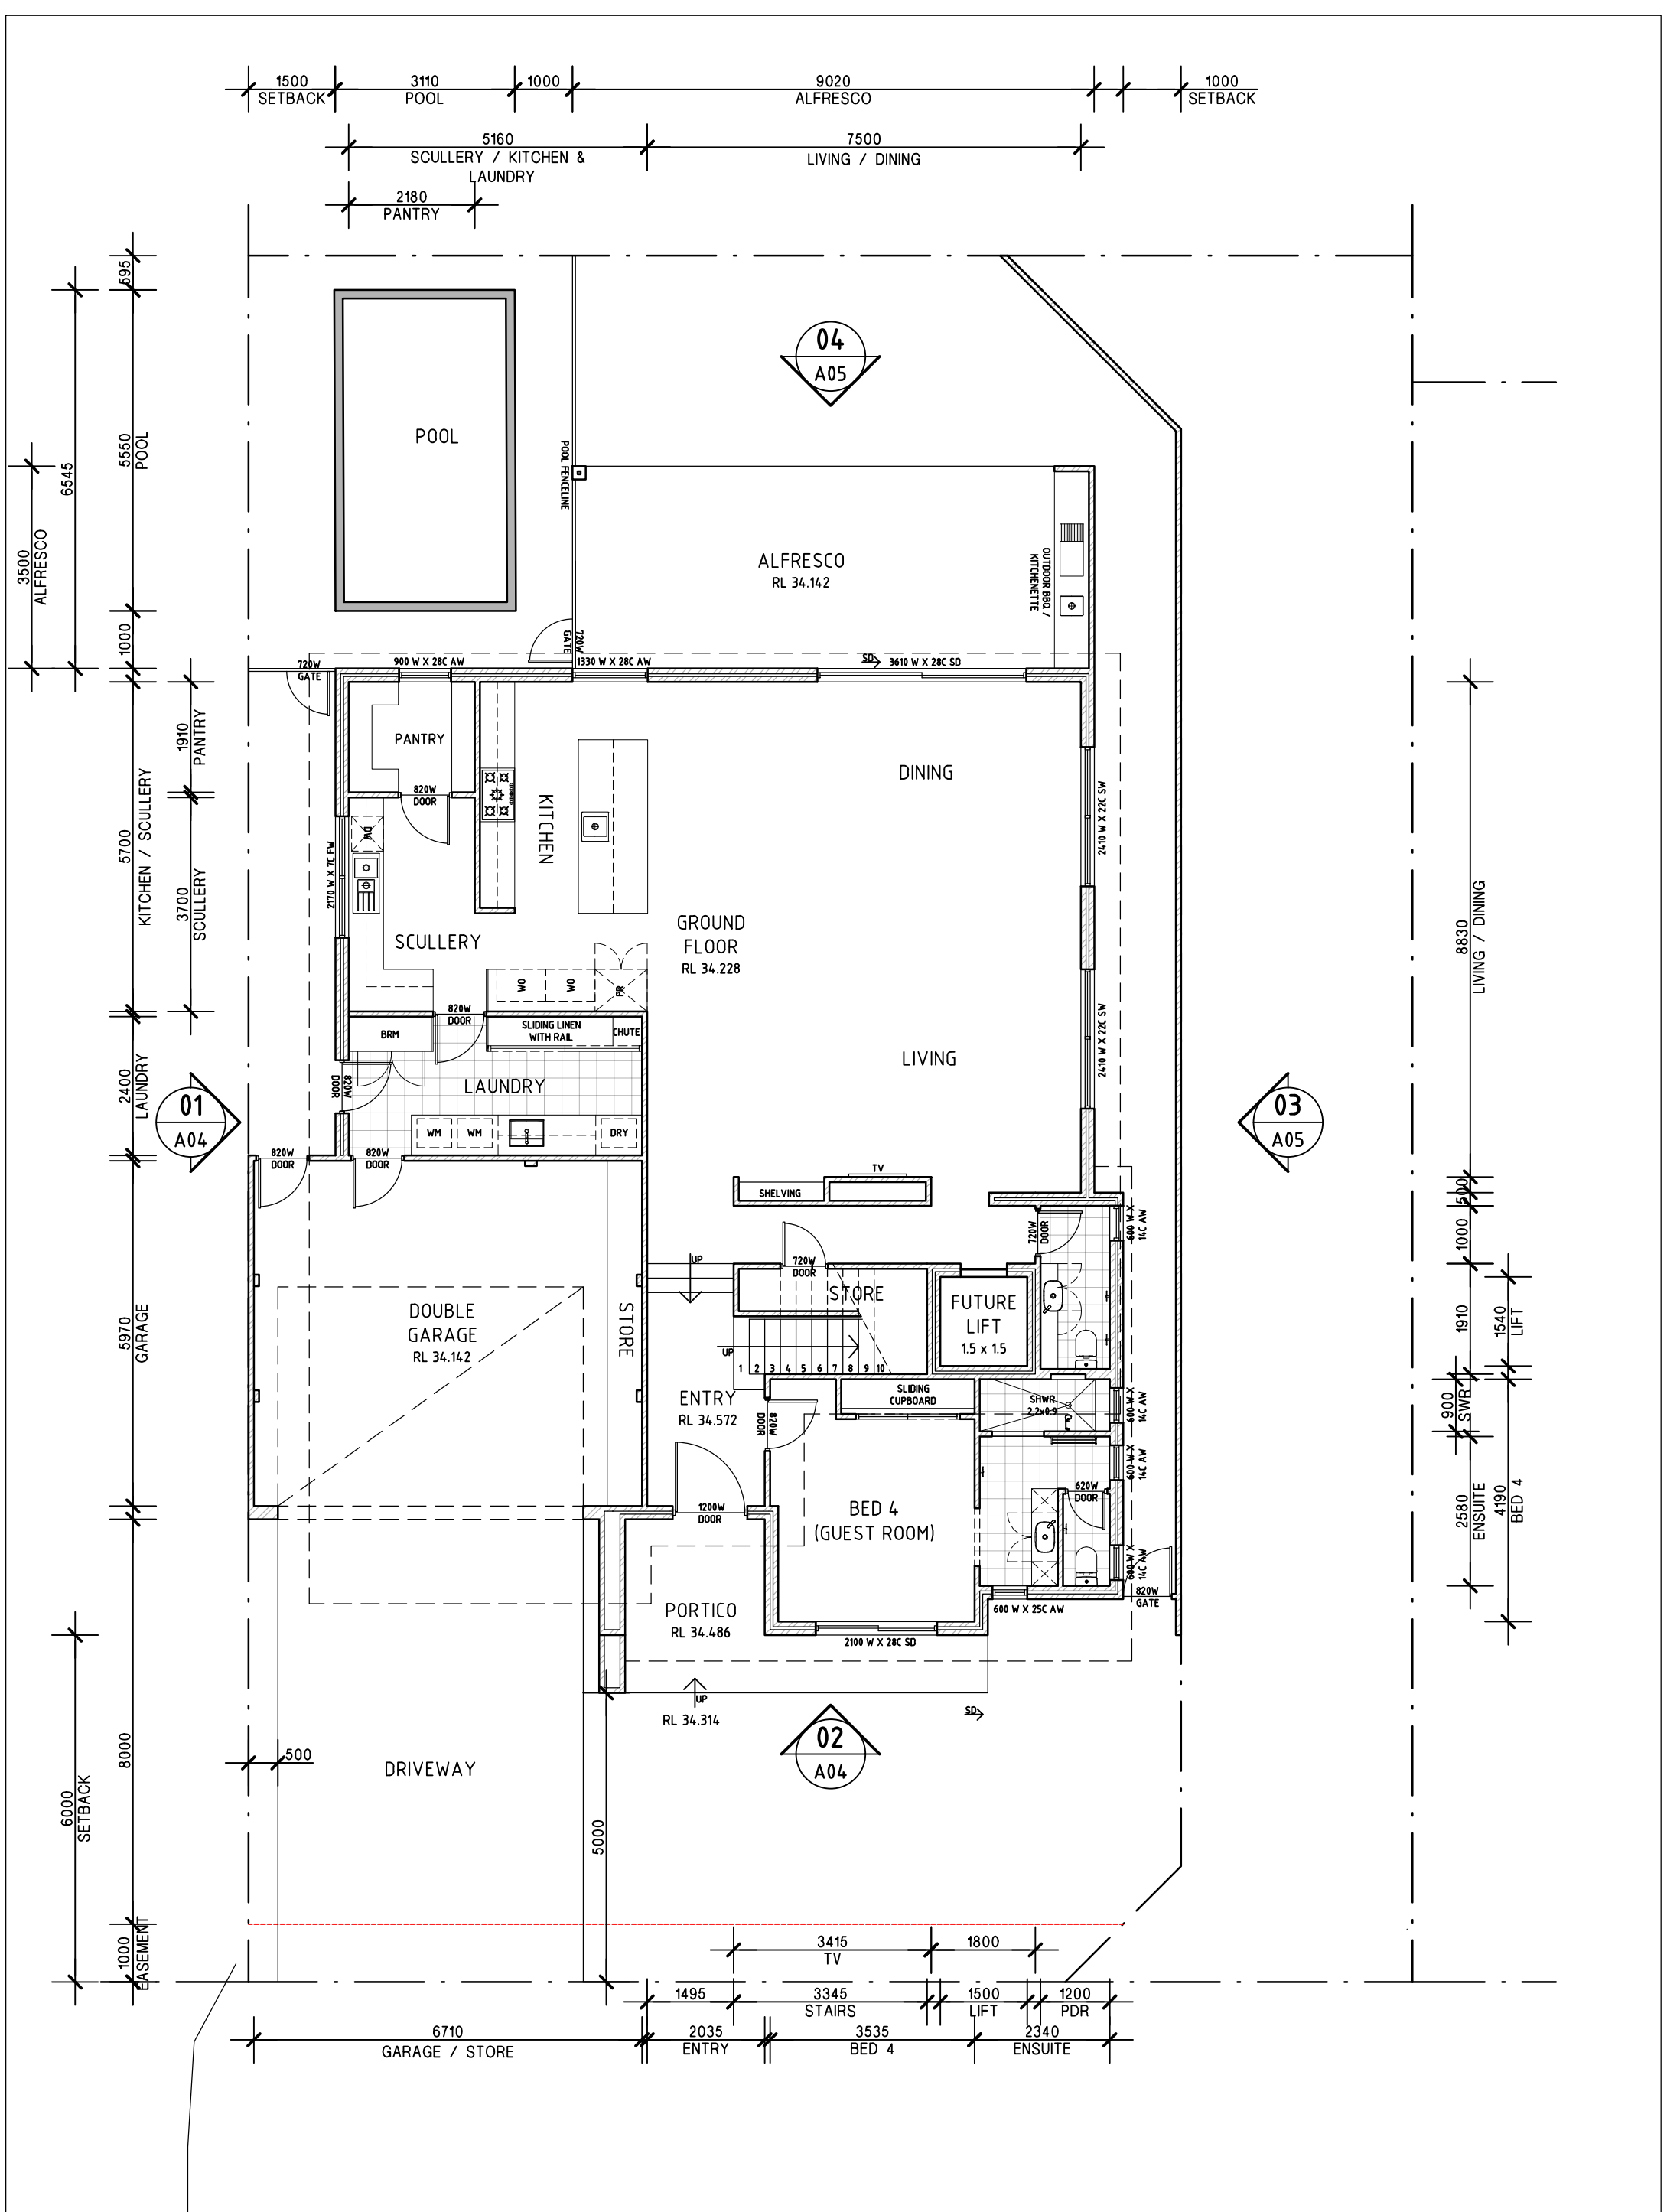 1500
SETBACK
3110
POOL
1000
9020
ALFRESCO
1000
SETBACK
5160
SCULLERY / KITCHEN &
LAUNDRY
7500
LIVING / DINING
2180
PANTRY
595
6545
5550
POOL
3500
ALFRESCO
1000
04
A05
POOL
POOL FENCELINE
ALFRESCO
RL 34.142
OUTDOOR BBQ /
KITCHENETTE
720W
GATE
720W
GATE
900 W X 28C AW
1330 W X 28C AW
SD
3610 W X 28C SD
1910
PANTRY
5700
KITCHEN / SCULLERY
3700
SCULLERY
PANTRY
820W
DOOR
DW
2170 W X 7C FW
KITCHEN
DINING
2410 W X 22C SW
SCULLERY
GROUND
FLOOR
RL 34.228
WO
WO
FR
8830
LIVING / DINING
820W
DOOR
SLIDING LINEN
WITH RAIL
CHUTE
BRM
LIVING
2410 W X 22C SW
2400
LAUNDRY
820W
DOOR
LAUNDRY
WM
WM
DRY
01
A04
03
A05
820W
DOOR
820W
DOOR
TV
SHELVING
500
1000
720W
DOOR
600 W X
14C AW
UP
720W
DOOR
STORE
FUTURE
LIFT
1.5 x 1.5
5970
GARAGE
DOUBLE
GARAGE
RL 34.142
STORE
1910
1540
LIFT
UP
1 2 3 4 5 6 7 8 9 10
SLIDING
CUPBOARD
SHWR
2.2x0.9
600 W X
14C AW
900
SWR
ENTRY
RL 34.572
820W
DOOR
600 W X
14C AW
620W
DOOR
1200W
DOOR
BED 4
(GUEST ROOM)
2580
ENSUITE
4190
BED 4
600 W X
14C AW
820W
GATE
600 W X 25C AW
PORTICO
RL 34.486
2100 W X 28C SD
UP
RL 34.314
SD
02
A04
500
DRIVEWAY
8000
6000
SETBACK
5000
1000
EASEMENT
3415
TV
1800
1495
3345
STAIRS
1500
LIFT
1200
PDR
6710
GARAGE / STORE
2035
ENTRY
3535
BED 4
2340
ENSUITE